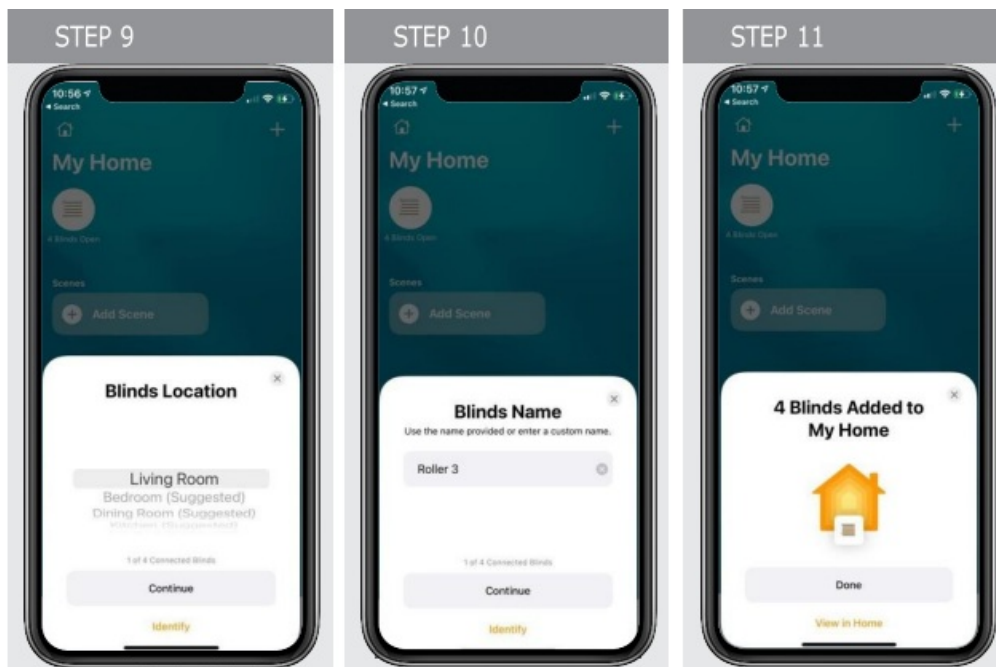 STEP 9
10:56
Search
My Home
4 Blinds Open
Scenes
Add Scene
Blinds Location
Living Room
Bedroom (Suggested)
Dining Room (Suggested)
Kitchen (Suggested)
1 of 4 Connected Blinds
Continue
Identify
STEP 10
10:57
Search
My Home
4 Blinds Open
Scenes
Add Scene
Blinds Name
Use the name provided or enter a custom name.
Roller 3
1 of 4 Connected Blinds
Continue
Identify
STEP 11
10:57
Search
My Home
4 Blinds Open
Scenes
Add Scene
4 Blinds Added to
My Home
Done
View in Home